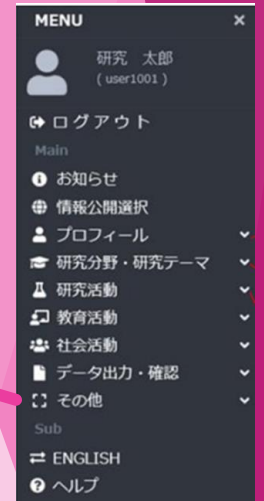 MENU ×
研究　太郎
( user1001 )
ログアウト
Main
お知らせ
情報公開選択
プロフィール
研究分野・研究テーマ
研究活動
教育活動
社会活動
データ出力・確認
その他
Sub
ENGLISH
ヘルプ